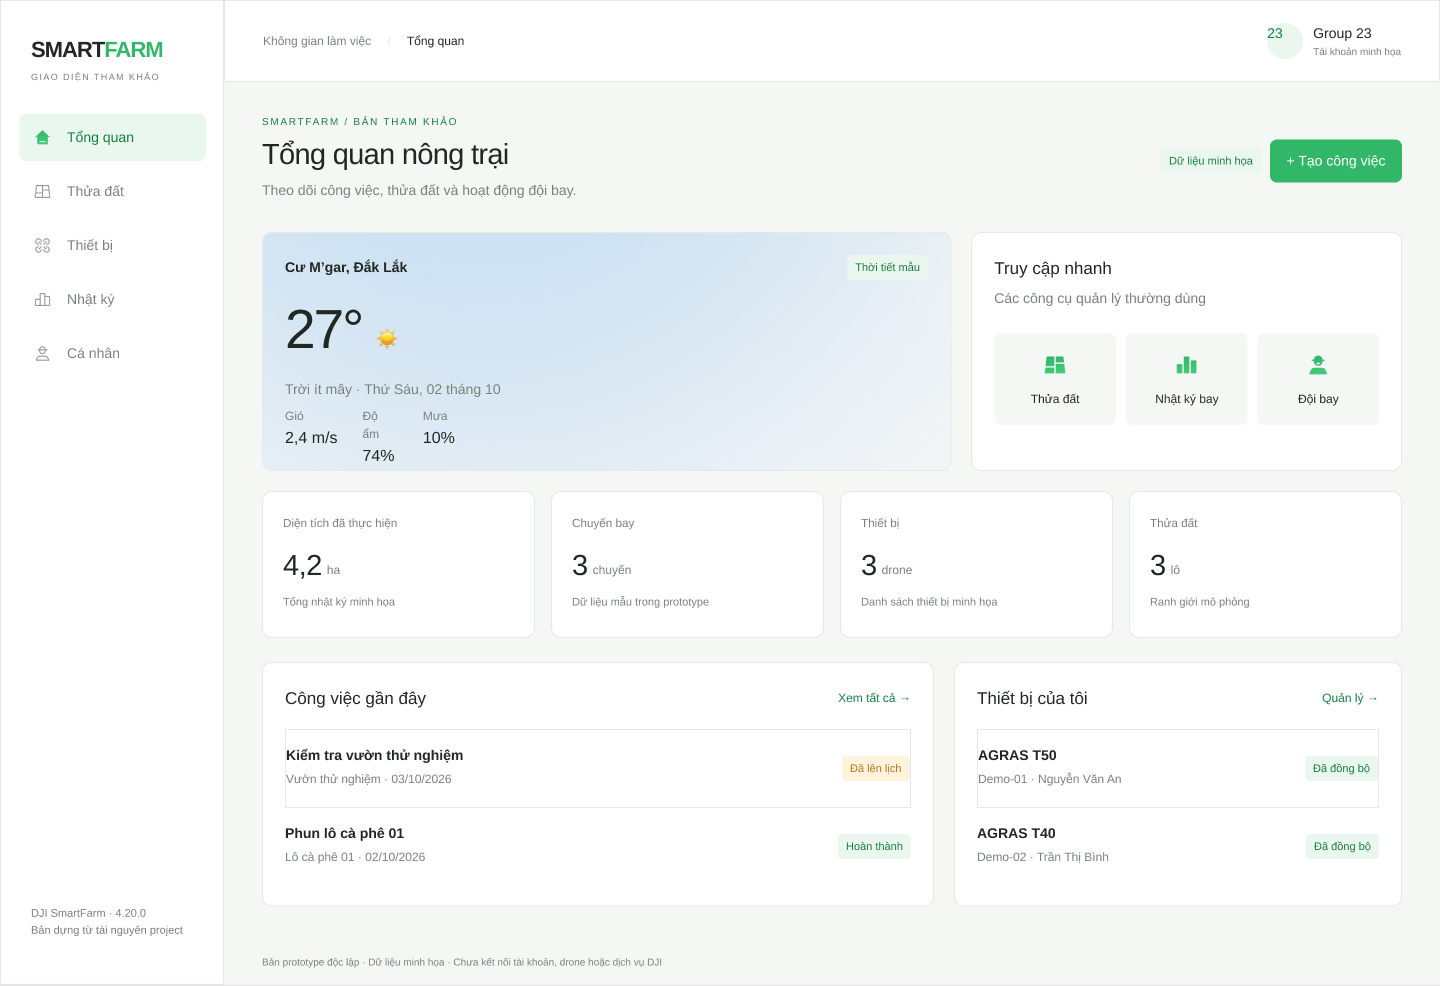 SMARTFARM
GIAO DIỆN THAM KHẢO
Tổng quan
Thửa đất
Thiết bị
Nhật ký
Cá nhân
DJI SmartFarm · 4.20.0
Bản dựng từ tài nguyên project
Không gian làm việc / Tổng quan
23
Group 23
Tài khoản minh họa
SMARTFARM / BẢN THAM KHẢO
Tổng quan nông trại
Theo dõi công việc, thửa đất và hoạt động đội bay.
Dữ liệu minh họa
+ Tạo công việc
Cư M’gar, Đắk Lắk
Thời tiết mẫu
27°
Trời ít mây · Thứ Sáu, 02 tháng 10
Gió
2,4 m/s
Độ
ẩm
74%
Mưa
10%
Truy cập nhanh
Các công cụ quản lý thường dùng
Thửa đất
Nhật ký bay
Đội bay
Diện tích đã thực hiện
4,2 ha
Tổng nhật ký minh họa
Chuyến bay
3 chuyến
Dữ liệu mẫu trong prototype
Thiết bị
3 drone
Danh sách thiết bị minh họa
Thửa đất
3 lô
Ranh giới mô phỏng
Công việc gần đây
Xem tất cả →
Kiểm tra vườn thử nghiệm
Vườn thử nghiệm · 03/10/2026
Đã lên lịch
Phun lô cà phê 01
Lô cà phê 01 · 02/10/2026
Hoàn thành
Thiết bị của tôi
Quản lý →
AGRAS T50
Demo-01 · Nguyễn Văn An
Đã đồng bộ
AGRAS T40
Demo-02 · Trần Thị Bình
Đã đồng bộ
Bản prototype độc lập · Dữ liệu minh họa · Chưa kết nối tài khoản, drone hoặc dịch vụ DJI